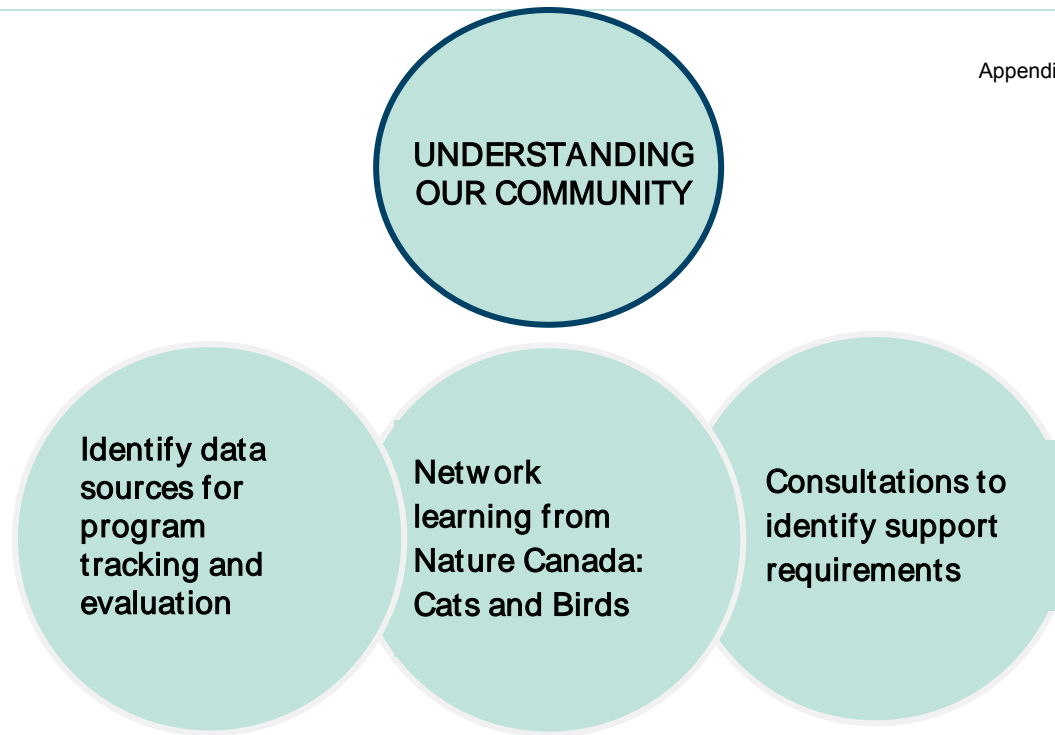 Appendi
UNDERSTANDING
OUR COMMUNITY
Identify data
sources for
program
tracking and
evaluation
Network
learning from
Nature Canada:
Cats and Birds
Consultations to
identify support
requirements